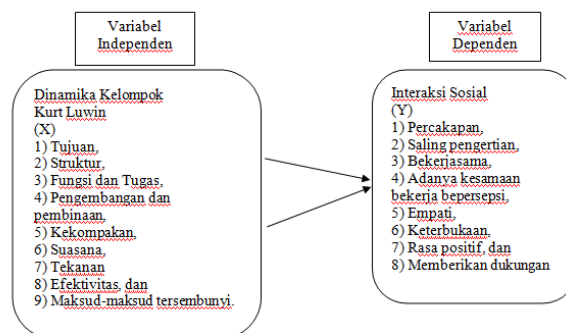 Variabel
Independen
Variabel
Dependen
Dinamika Kelompok
Kurt Luwin
(X)
1) Tujuan,
2) Struktur,
3) Fungsi dan Tugas,
4) Pengembangan dan
pembinaan,
5) Kekompakan,
6) Suasana,
7) Tekanan
8) Efektivitas, dan
9) Maksud-maksud tersembunyi.
Interaksi Sosial
(Y)
1) Percakapan,
2) Saling pengertian,
3) Bekerjasama,
4) Adanya kesamaan
bekerja bepersepsi,
5) Empati,
6) Keterbukaan,
7) Rasa positif, dan
8) Memberikan dukungan